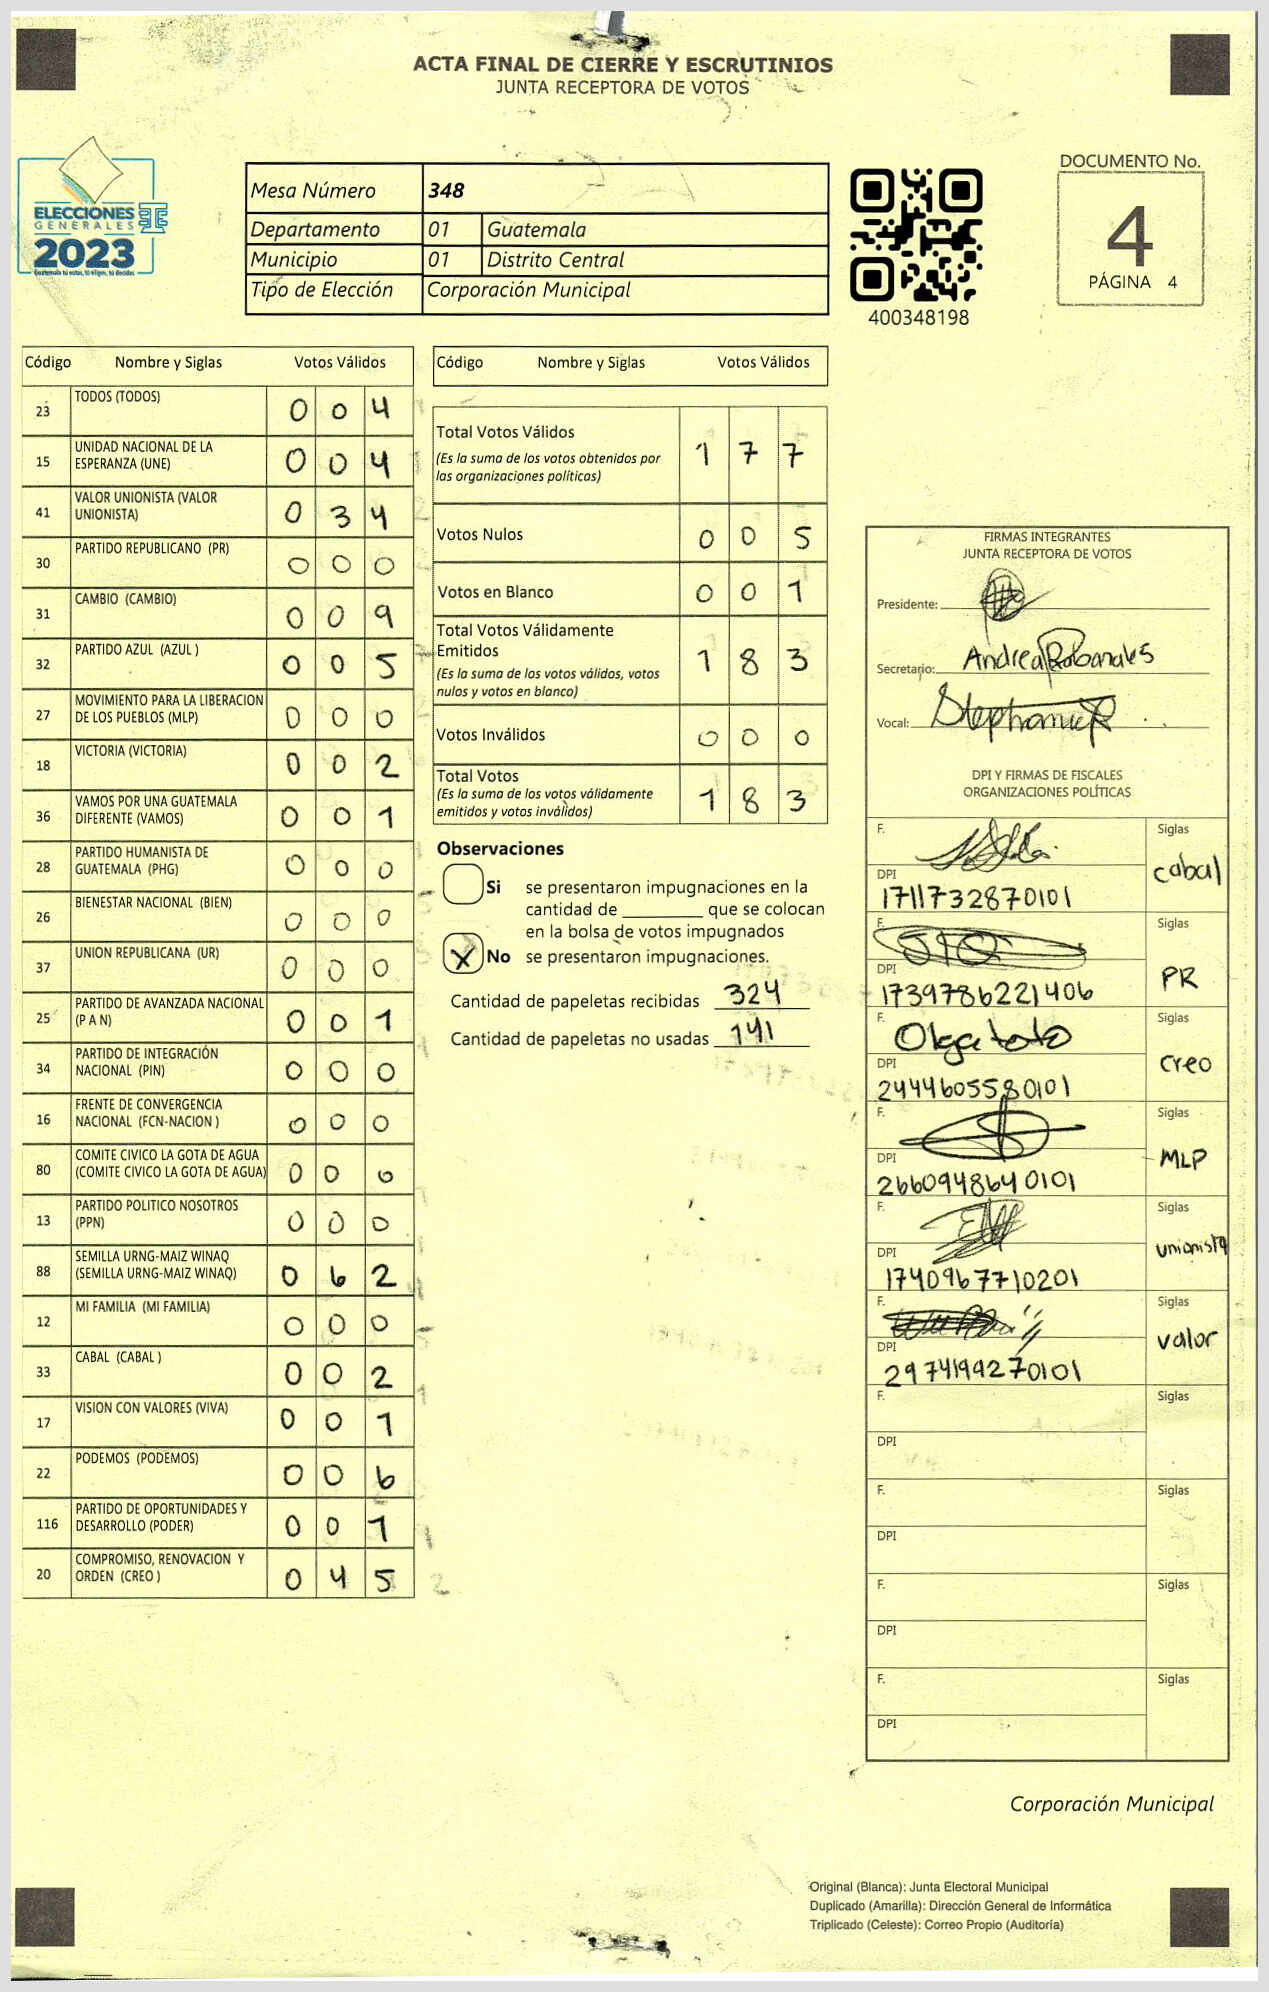 ACTA FINAL DE CIERRE Y ESCRUTINIOS
JUNTA RECEPTORA DE VOTOS
ELECCIONES
GENERALES
2023
Guatemala tú votas, tú eliges, tú decides
Mesa Número 348
Departamento 01 Guatemala
Municipio 01 Distrito Central
Tipo de Elección Corporación Municipal
400348198
DOCUMENTO No.
4
PÁGINA 4
Código Nombre y Siglas Votos Válidos
23 TODOS (TODOS) 0 0 4
15 UNIDAD NACIONAL DE LA ESPERANZA (UNE) 0 0 4
41 VALOR UNIONISTA (VALOR UNIONISTA) 0 3 4
30 PARTIDO REPUBLICANO (PR) 0 0 0
31 CAMBIO (CAMBIO) 0 0 9
32 PARTIDO AZUL (AZUL ) 0 0 5
27 MOVIMIENTO PARA LA LIBERACION DE LOS PUEBLOS (MLP) 0 0 0
18 VICTORIA (VICTORIA) 0 0 2
36 VAMOS POR UNA GUATEMALA DIFERENTE (VAMOS) 0 0 1
28 PARTIDO HUMANISTA DE GUATEMALA (PHG) 0 0 0
26 BIENESTAR NACIONAL (BIEN) 0 0 0
37 UNION REPUBLICANA (UR) 0 0 0
25 PARTIDO DE AVANZADA NACIONAL (P A N) 0 0 1
34 PARTIDO DE INTEGRACIÓN NACIONAL (PIN) 0 0 0
16 FRENTE DE CONVERGENCIA NACIONAL (FCN-NACION ) 0 0 0
80 COMITE CIVICO LA GOTA DE AGUA (COMITE CIVICO LA GOTA DE AGUA) 0 0 0
13 PARTIDO POLITICO NOSOTROS (PPN) 0 0 0
88 SEMILLA URNG-MAIZ WINAQ (SEMILLA URNG-MAIZ WINAQ) 0 6 2
12 MI FAMILIA (MI FAMILIA) 0 0 0
33 CABAL (CABAL ) 0 0 2
17 VISION CON VALORES (VIVA) 0 0 1
22 PODEMOS (PODEMOS) 0 0 6
116 PARTIDO DE OPORTUNIDADES Y DESARROLLO (PODER) 0 0 1
20 COMPROMISO, RENOVACION Y ORDEN (CREO ) 0 4 5
Código Nombre y Siglas Votos Válidos
Total Votos Válidos 1 7 7
(Es la suma de los votos obtenidos por
las organizaciones políticas)
Votos Nulos 0 0 5
Votos en Blanco 0 0 1
Total Votos Válidamente
Emitidos 1 8 3
(Es la suma de los votos válidos, votos
nulos y votos en blanco)
Votos Inválidos 0 0 0
Total Votos 1 8 3
(Es la suma de los votos válidamente
emitidos y votos inválidos)
Observaciones
Si se presentaron impugnaciones en la
cantidad de ________ que se colocan
en la bolsa de votos impugnados
X No se presentaron impugnaciones.
Cantidad de papeletas recibidas 324
Cantidad de papeletas no usadas 141
FIRMAS INTEGRANTES
JUNTA RECEPTORA DE VOTOS
Presidente:
Secretario: Andrea Rabanales
Vocal:
DPI Y FIRMAS DE FISCALES
ORGANIZACIONES POLÍTICAS
F. Siglas
cabal
DPI
1711732870101
F. Siglas
PR
DPI
1739786221406
F. Olga toto Siglas
creo
DPI
2444605580101
F. Siglas
MLP
DPI
2660948640101
F. Siglas
unionista
DPI
1740967710201
F. Siglas
valor
DPI
2974199270101
F. Siglas
DPI
F. Siglas
DPI
F. Siglas
DPI
F. Siglas
DPI
Corporación Municipal
Original (Blanca): Junta Electoral Municipal
Duplicado (Amarilla): Dirección General de Informática
Triplicado (Celeste): Correo Propio (Auditoría)